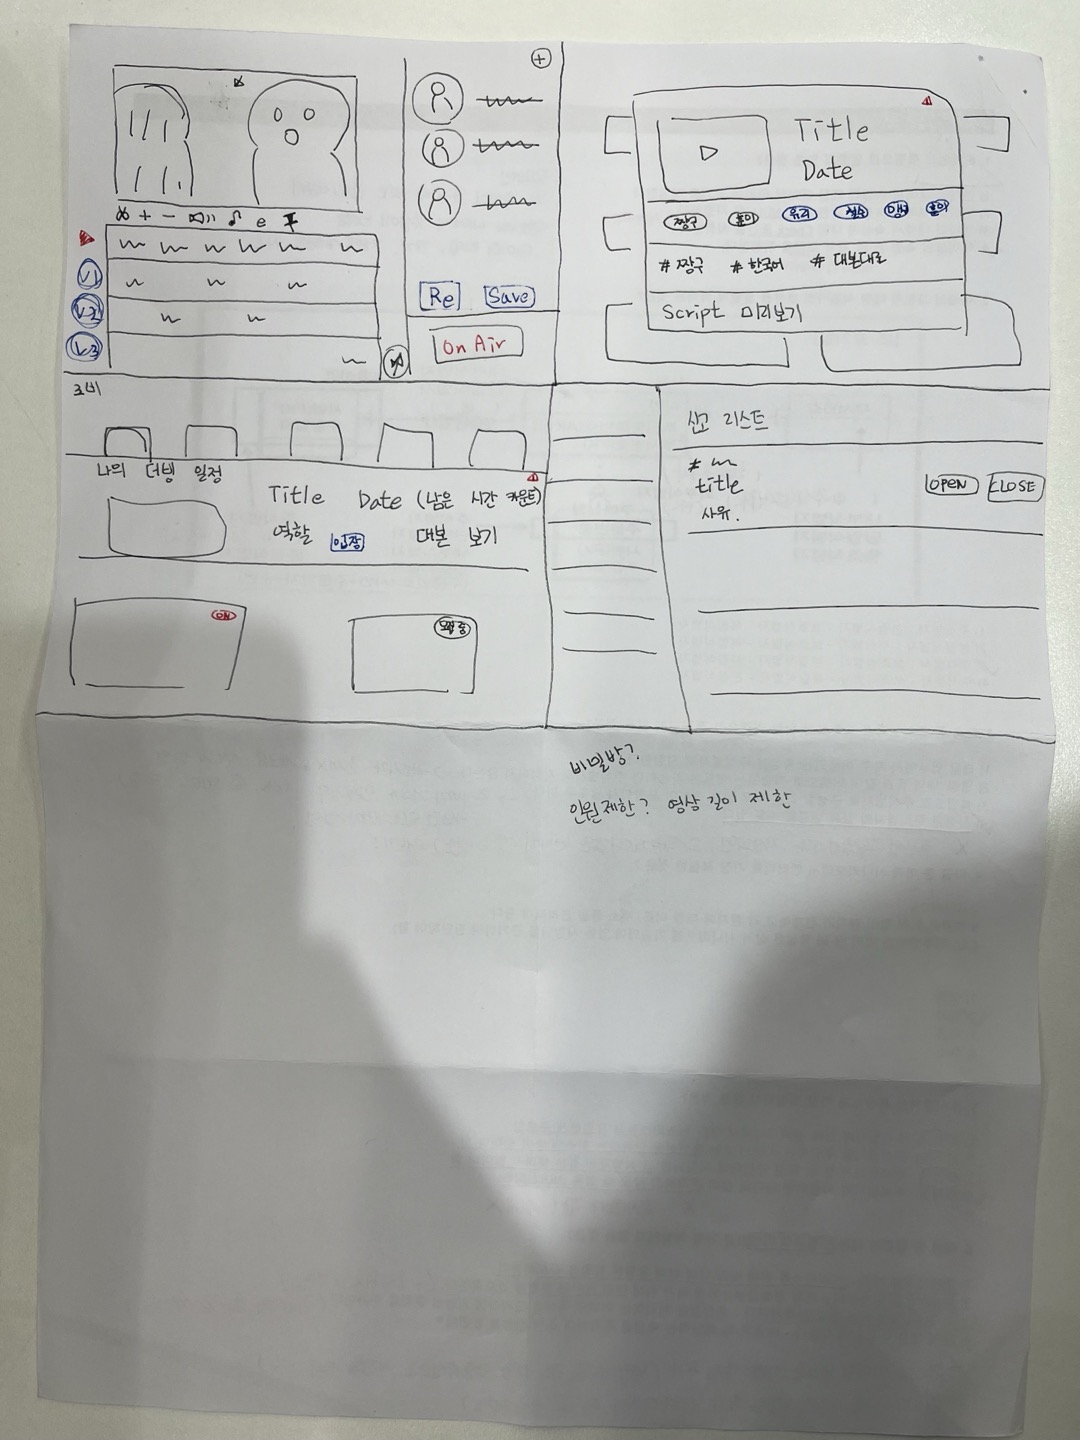 V1
V2
V3
Re
Save
On Air
Title
Date
짱구
훈이
유리
철수
맹구
훈이
# 짱구 # 한국어 # 대본대로
Script 미리보기
로비
나의 더빙 일정
Title Date (남은 시간 카운트)
역할 입장 대본 보기
ON
모집 중
신고 리스트
#
title
사유.
OPEN
CLOSE
비밀방?
인원제한? 영상 길이 제한